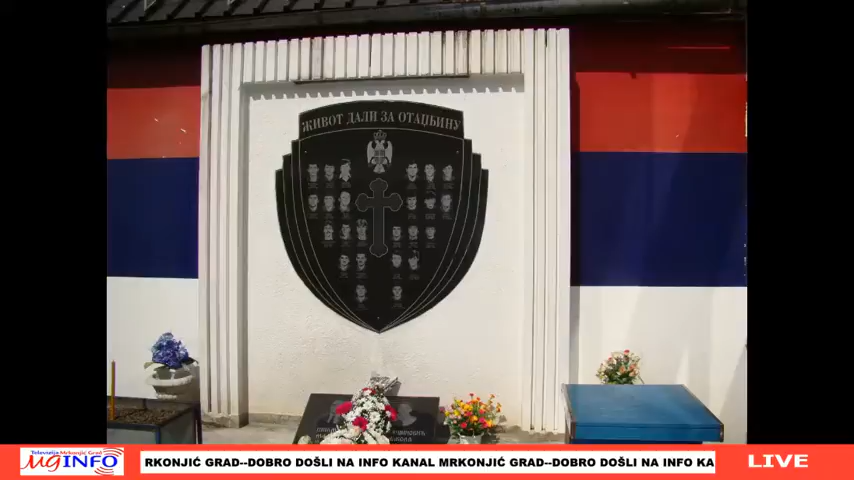 ЖИВОТ ДАЛИ ЗА ОТАЏБИНУ
Televizija Mrkonjić Grad
MGINFO
RKONJIĆ GRAD--DOBRO DOŠLI NA INFO KANAL MRKONJIĆ GRAD--DOBRO DOŠLI NA INFO KA
LIVE